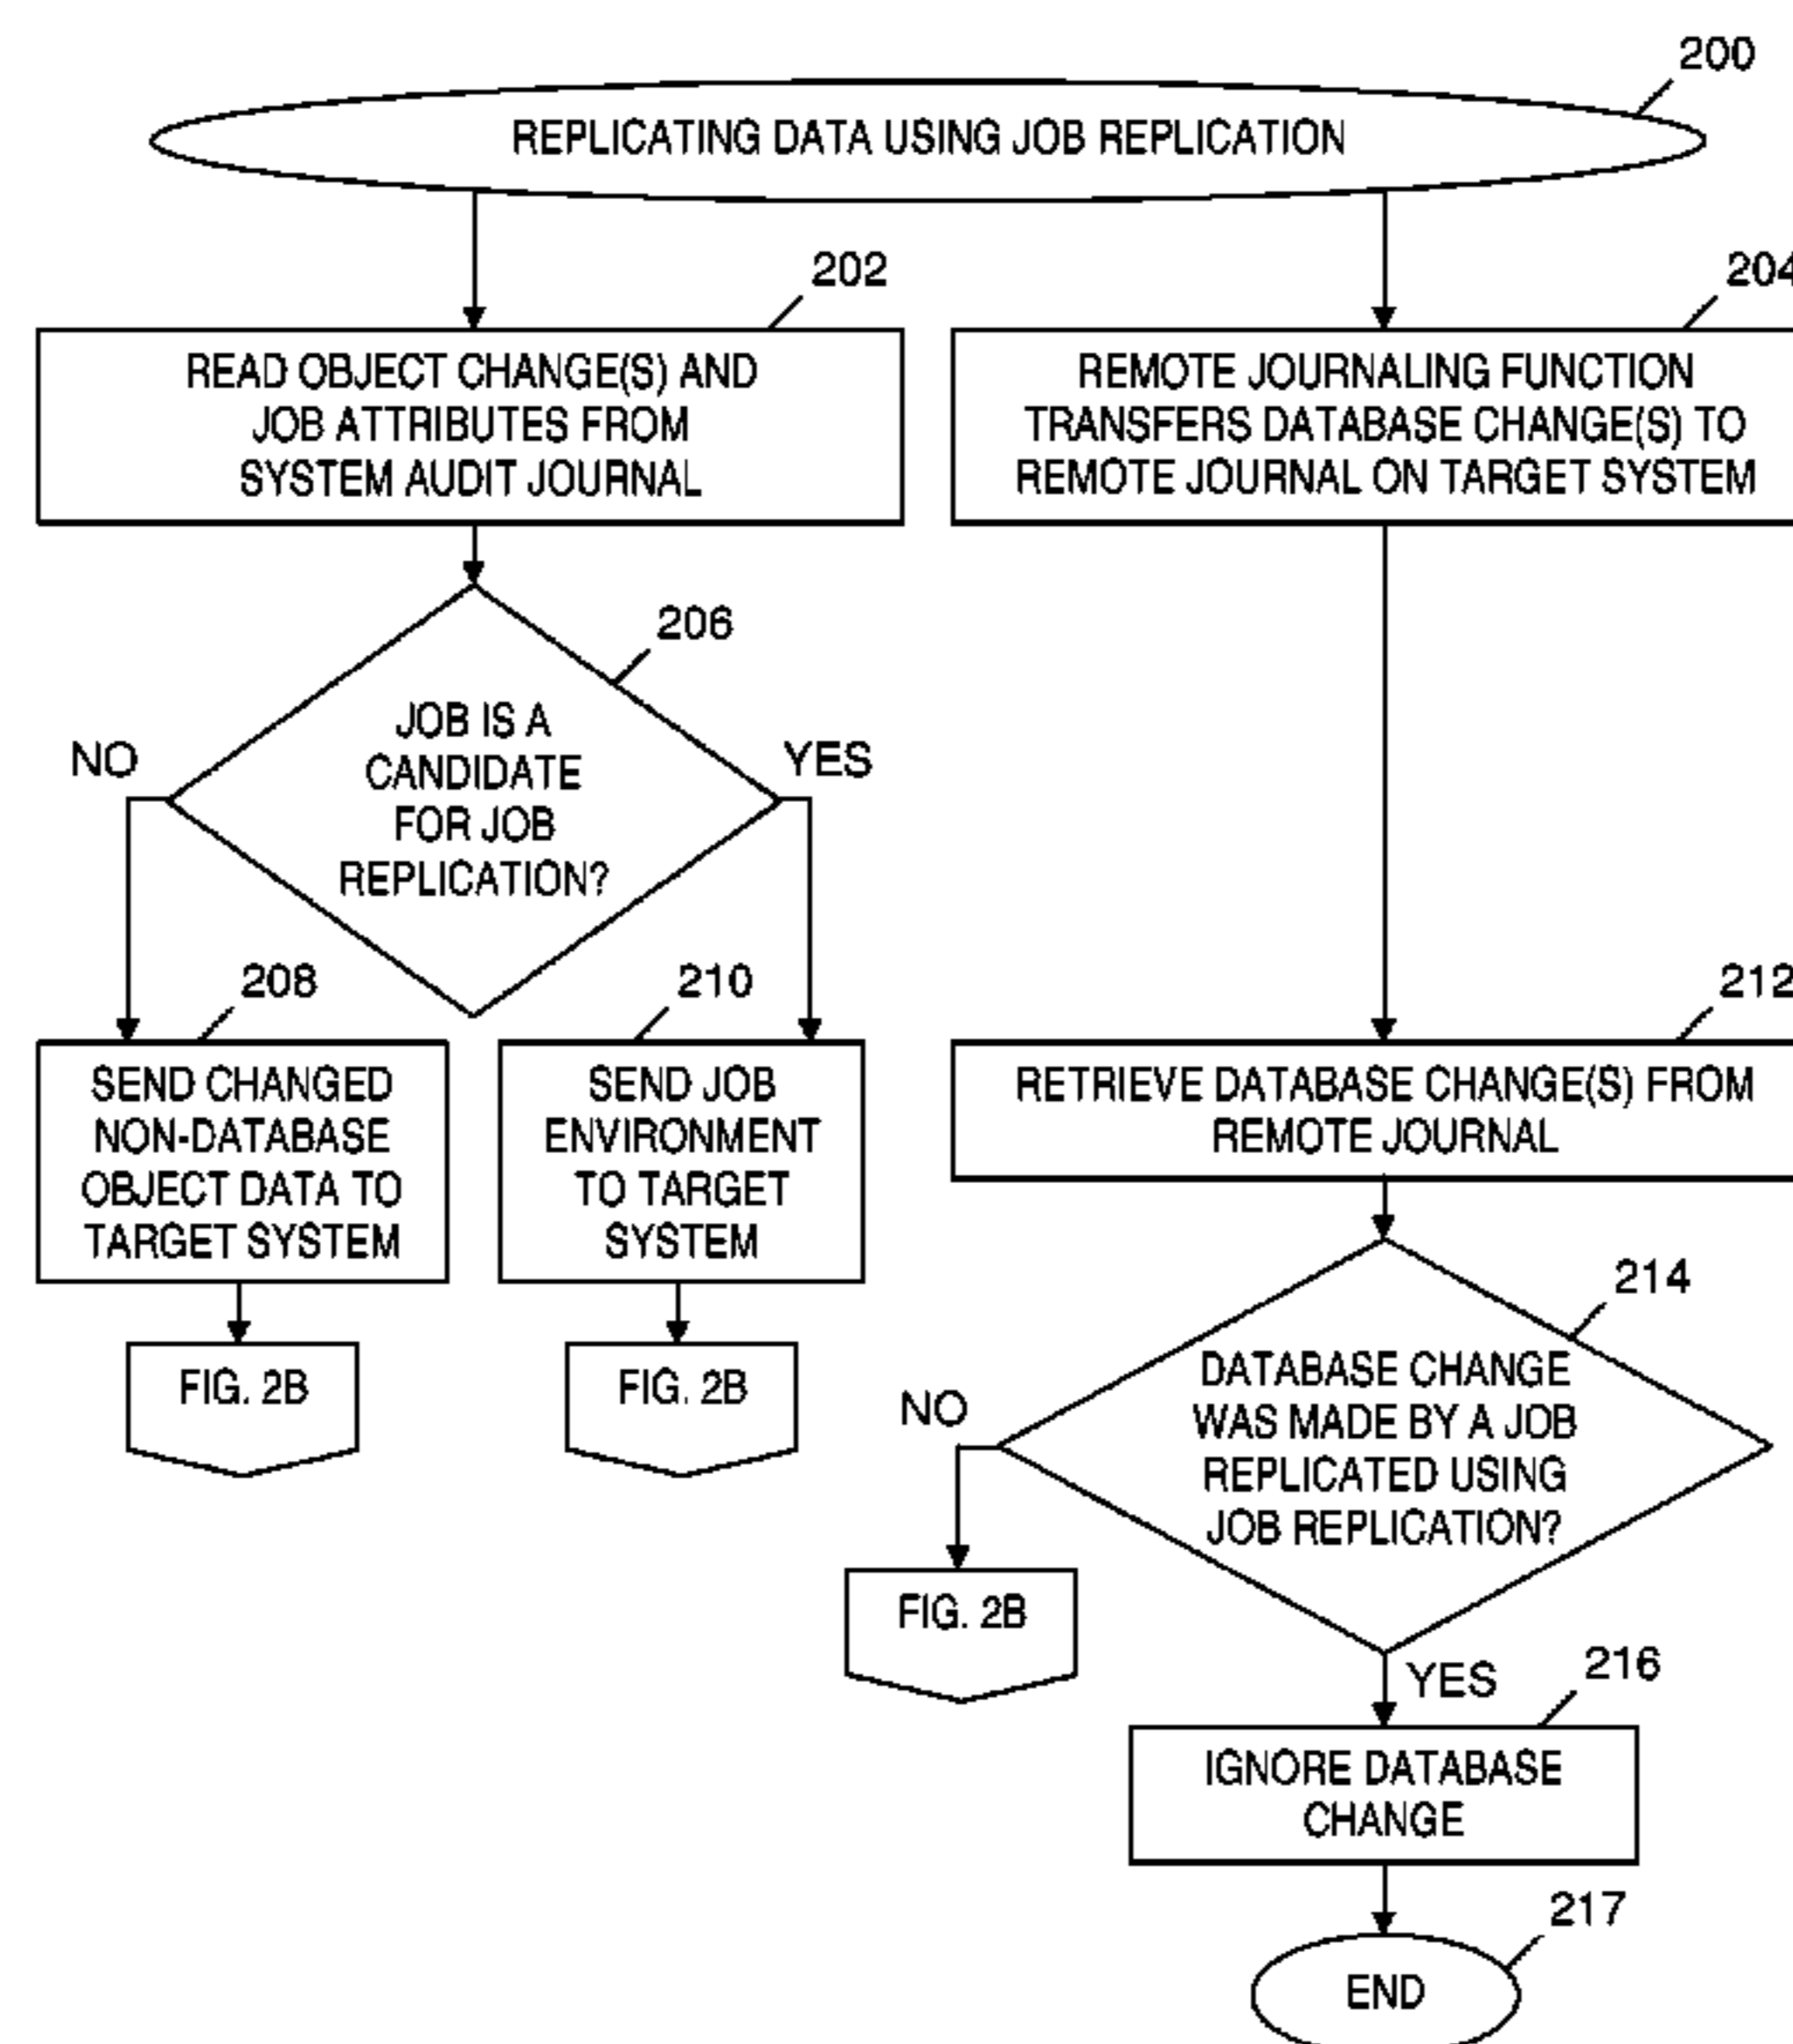 200
REPLICATING DATA USING JOB REPLICATION
202
READ OBJECT CHANGE(S) AND
JOB ATTRIBUTES FROM
SYSTEM AUDIT JOURNAL
204
REMOTE JOURNALING FUNCTION
TRANSFERS DATABASE CHANGE(S) TO
REMOTE JOURNAL ON TARGET SYSTEM
206
JOB IS A
CANDIDATE
FOR JOB
REPLICATION?
NO
YES
208
SEND CHANGED
NON-DATABASE
OBJECT DATA TO
TARGET SYSTEM
FIG. 2B
210
SEND JOB
ENVIRONMENT
TO TARGET
SYSTEM
FIG. 2B
212
RETRIEVE DATABASE CHANGE(S) FROM
REMOTE JOURNAL
214
DATABASE CHANGE
WAS MADE BY A JOB
REPLICATED USING
JOB REPLICATION?
NO
FIG. 2B
YES
216
IGNORE DATABASE
CHANGE
217
END